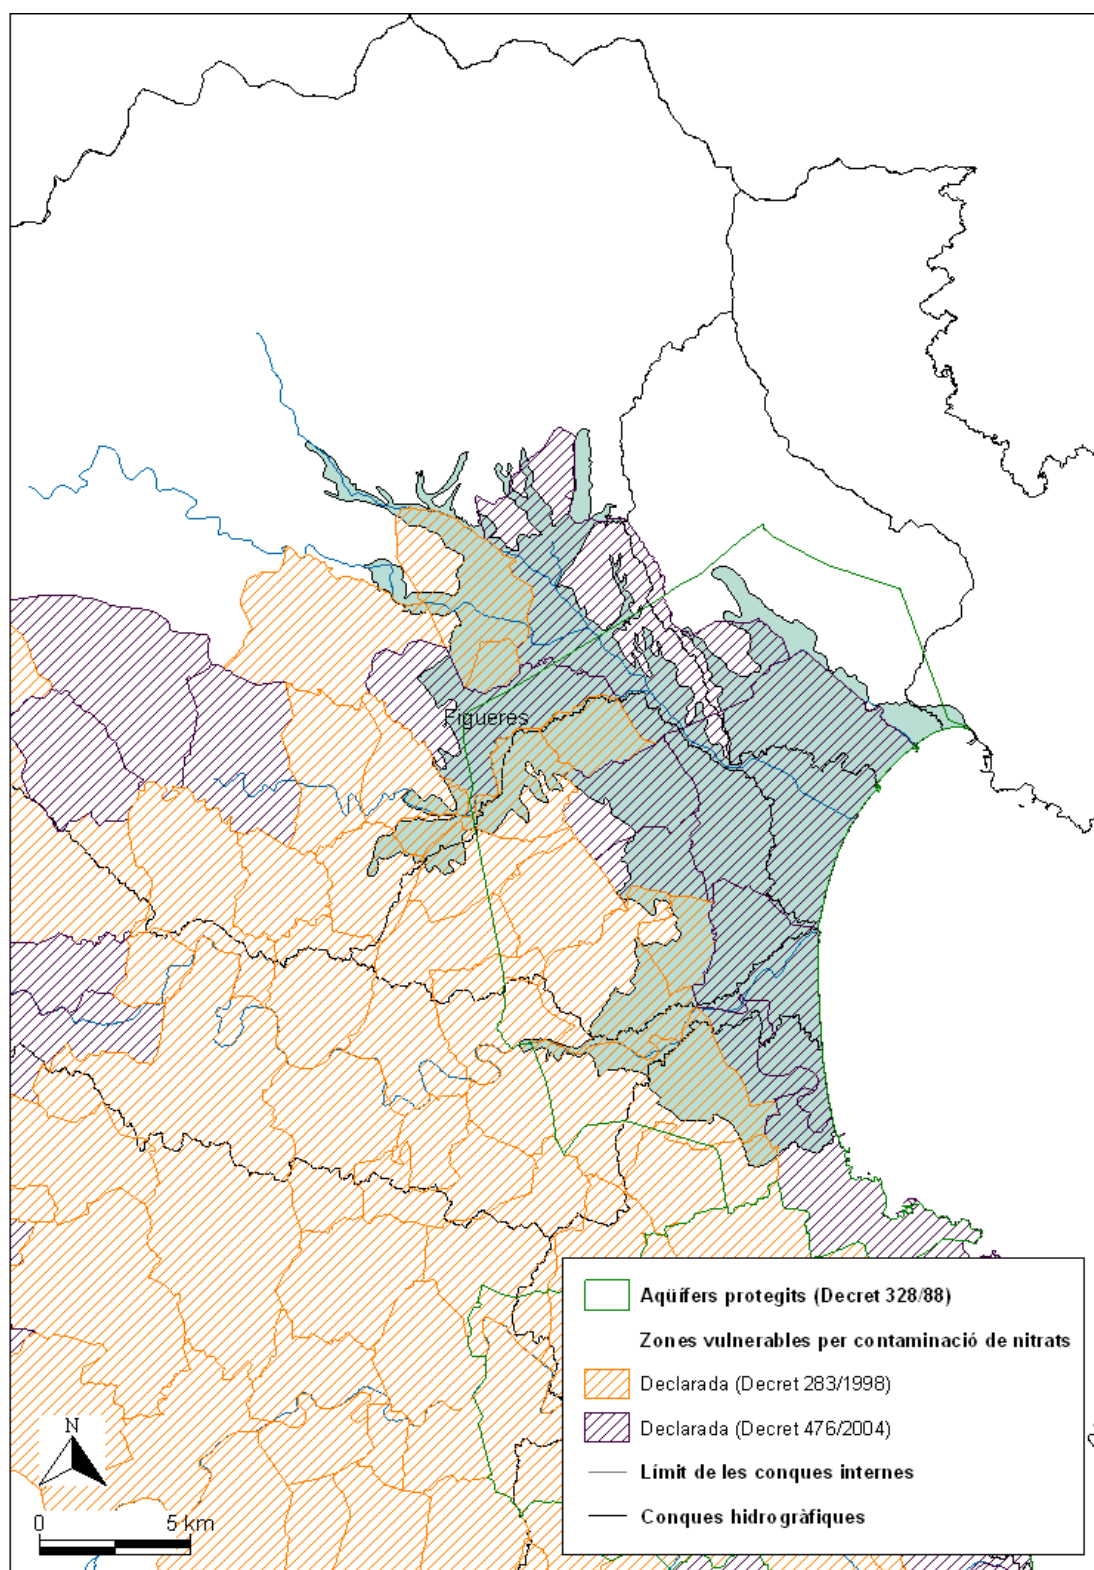 Figueres
Aqüífers protegits (Decret 328/88)
Zones vulnerables per contaminació de nitrats
Declarada (Decret 283/1998)
Declarada (Decret 476/2004)
Límit de les conques internes
Conques hidrogràfiques
N
0 5 km